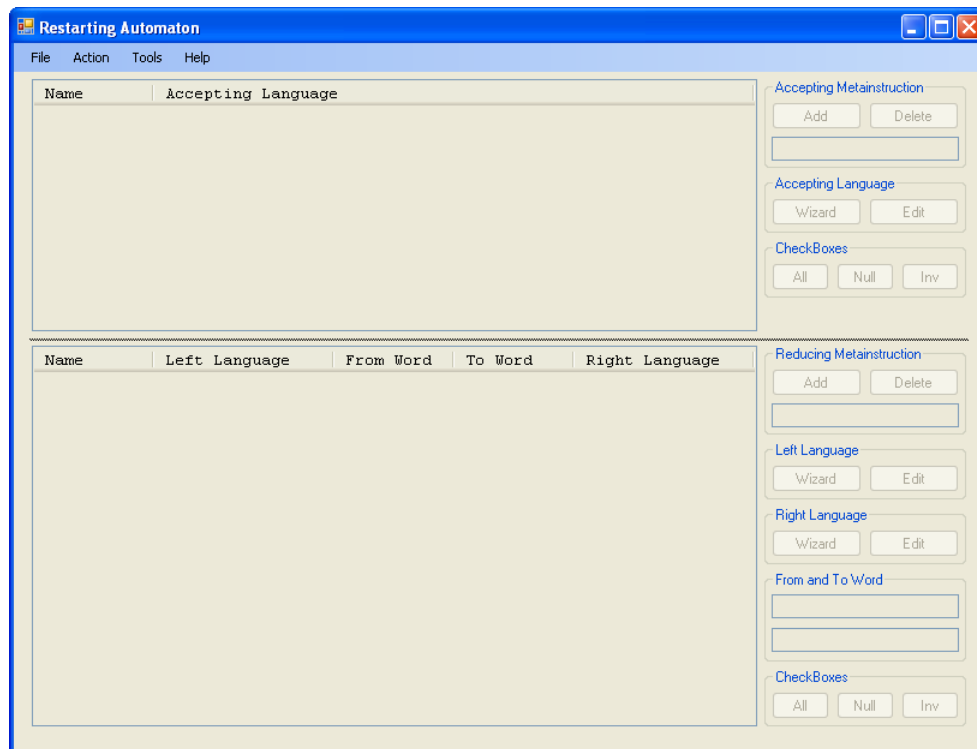 Restarting Automaton
File Action Tools Help
Name Accepting Language
Accepting Metainstruction
Add Delete
Accepting Language
Wizard Edit
CheckBoxes
All Null Inv
Name Left Language From Word To Word Right Language
Reducing Metainstruction
Add Delete
Left Language
Wizard Edit
Right Language
Wizard Edit
From and To Word
CheckBoxes
All Null Inv